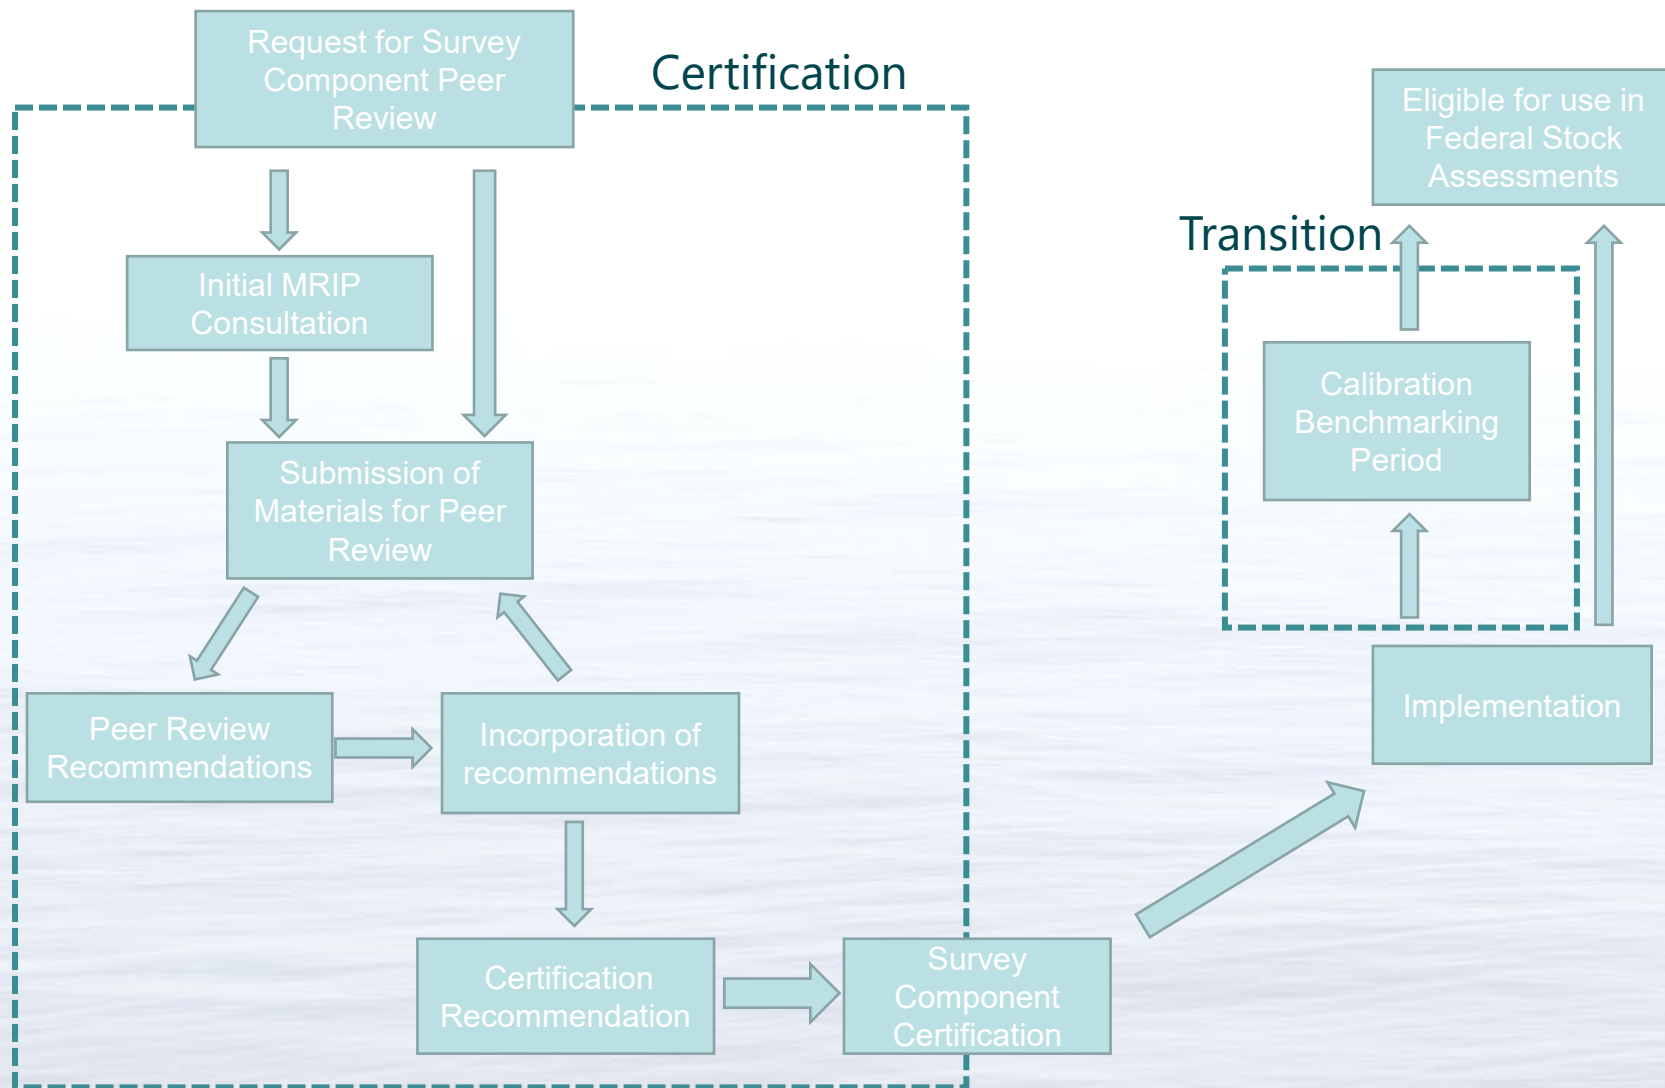 Request for Survey
Component Peer
Review
Certification
Initial MRIP
Consultation
Submission of
Materials for Peer
Review
Peer Review
Recommendations
Incorporation of
recommendations
Certification
Recommendation
Survey
Component
Certification
Implementation
Transition
Calibration
Benchmarking
Period
Eligible for use in
Federal Stock
Assessments